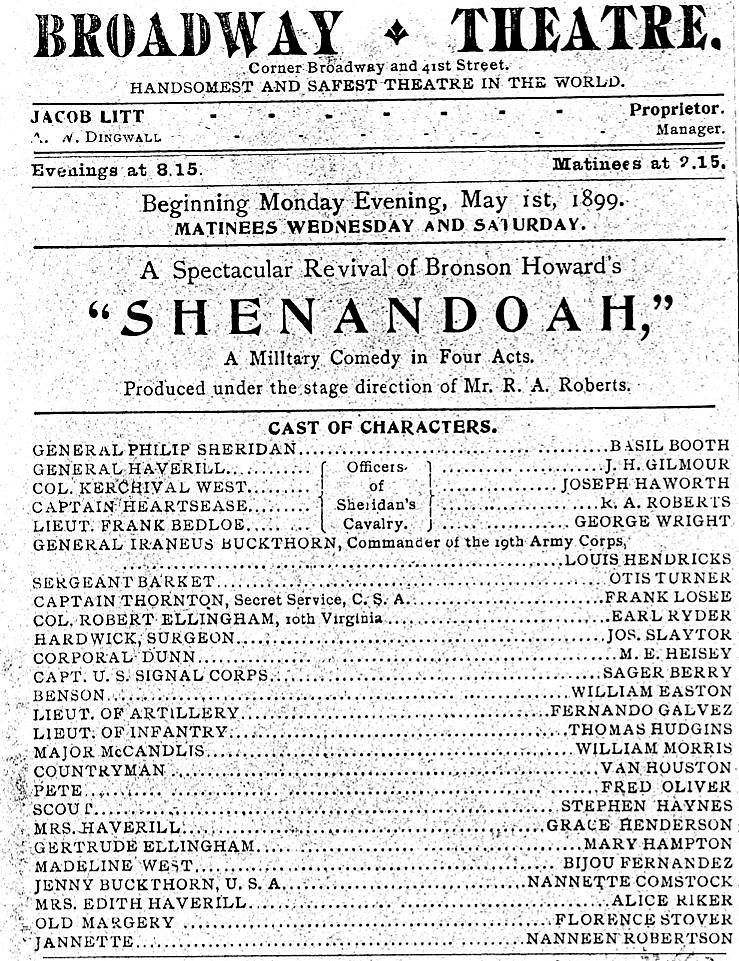 BROADWAY THEATRE.
Corner Broadway and 41st Street.
HANDSOMEST AND SAFEST THEATRE IN THE WORLD.
JACOB LITT - - - - - - - Proprietor.
DINGWALL - - - - - - - Manager.
Evenings at 8.15. Matinees at 2.15.
Beginning Monday Evening, May 1st, 1899.
MATINEES WEDNESDAY AND SATURDAY.
A Spectacular Revival of Bronson Howard's
"SHENANDOAH,"
A Military Comedy in Four Acts.
Produced under the stage direction of Mr. R. A. Roberts.
CAST OF CHARACTERS.
GENERAL PHILIP SHERIDAN..........BASIL BOOTH
GENERAL HAVERILL.......... Officers ..........J. H. GILMOUR
COL. KERCHIVAL WEST.......... of ..........JOSEPH HAWORTH
CAPTAIN HEARTSEASE.......... Sheridan's ..........R. A. ROBERTS
LIEUT. FRANK BEDLOE.......... Cavalry. ..........GEORGE WRIGHT
GENERAL IRANEUS BUCKTHORN, Commander of the 19th Army Corps,
..........LOUIS HENDRICKS
SERGEANT BARKET..........OTIS TURNER
CAPTAIN THORNTON, Secret Service, C. S. A...........FRANK LOSEE
COL. ROBERT ELLINGHAM, 10th Virginia..........EARL RYDER
HARDWICK, SURGEON..........JOS. SLAYTOR
CORPORAL DUNN..........M. E. HEISEY
CAPT. U. S. SIGNAL CORPS..........SAGER BERRY
BENSON..........WILLIAM EASTON
LIEUT. OF ARTILLERY..........FERNANDO GALVEZ
LIEUT. OF INFANTRY..........THOMAS HUDGINS
MAJOR McCANDLIS..........WILLIAM MORRIS
COUNTRYMAN..........VAN HOUSTON
PETE..........FRED OLIVER
SCOUT..........STEPHEN HAYNES
MRS. HAVERILL..........GRACE HENDERSON
GERTRUDE ELLINGHAM..........MARY HAMPTON
MADELINE WEST..........BIJOU FERNANDEZ
JENNY BUCKTHORN, U. S. A...........NANNETTE COMSTOCK
MRS. EDITH HAVERILL..........ALICE RIKER
OLD MARGERY..........FLORENCE STOVER
JANNETTE..........NANNEEN ROBERTSON